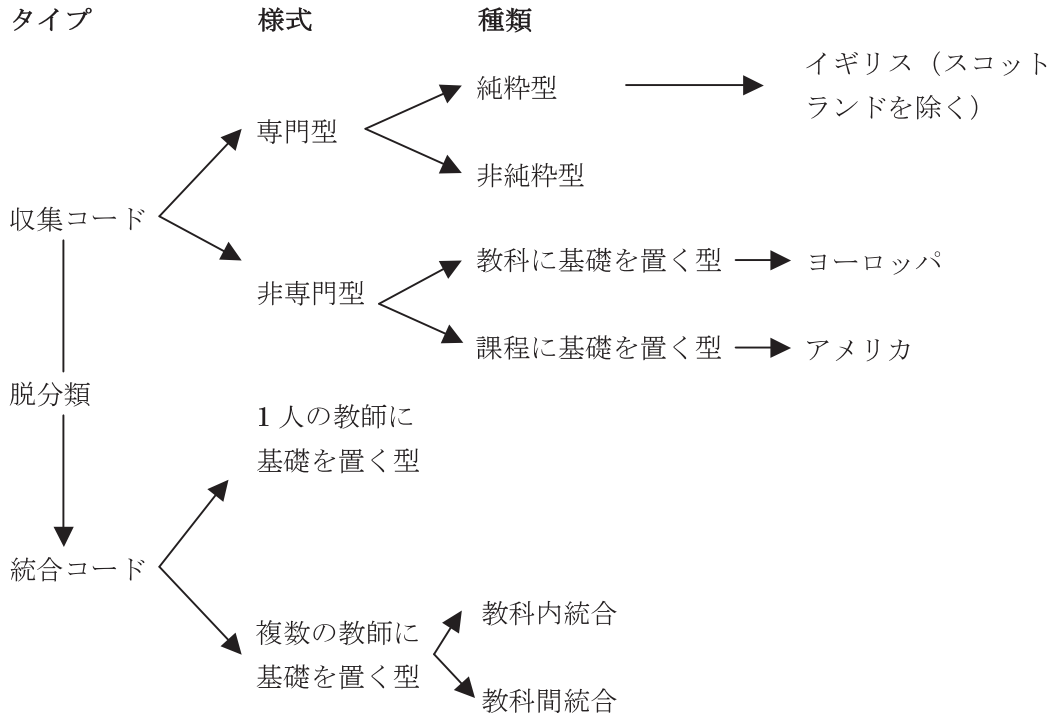 タイプ 様式 種類
イギリス（スコット
ランドを除く）
純粋型
専門型
非純粋型
収集コード
教科に基礎を置く型 ヨーロッパ
非専門型
課程に基礎を置く型 アメリカ
脱分類
1 人の教師に
基礎を置く型
統合コード
教科内統合
複数の教師に
基礎を置く型
教科間統合